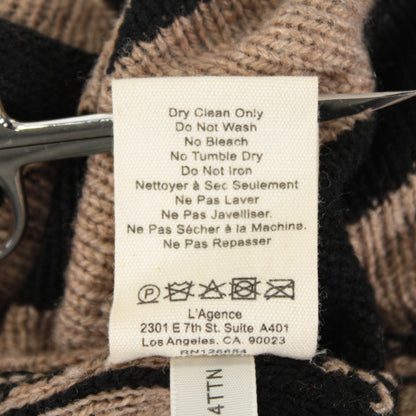 Dry Clean Only
Do Not Wash
No Bleach
No Tumble Dry
Do Not Iron
Nettoyer à Sec Seulement
Ne Pas Laver
Ne Pas Javelliser.
Ne Pas Sécher à la Machine.
Ne Pas Repasser
P
L'Agence
2301 E 7th St. Suite A401
Los Angeles, CA. 90023
RN126654
4TTN